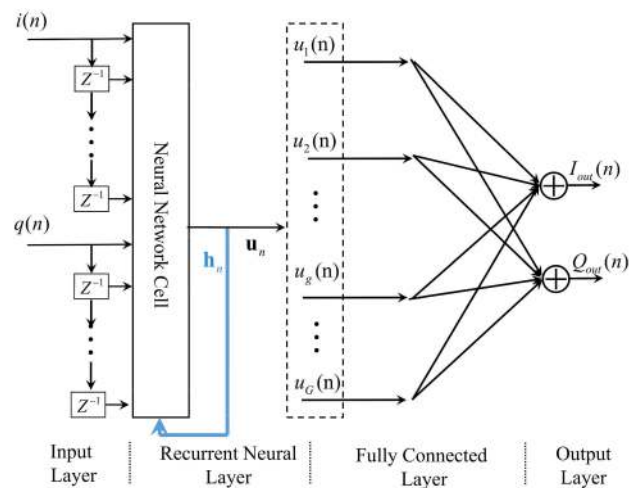 i(n)
Z⁻¹
Z⁻¹
q(n)
Z⁻¹
Z⁻¹
Neural Network Cell
h_n
u_n
u_1(n)
u_2(n)
u_g(n)
u_G(n)
I_out(n)
Q_out(n)
Input
Layer
Recurrent Neural
Layer
Fully Connected
Layer
Output
Layer